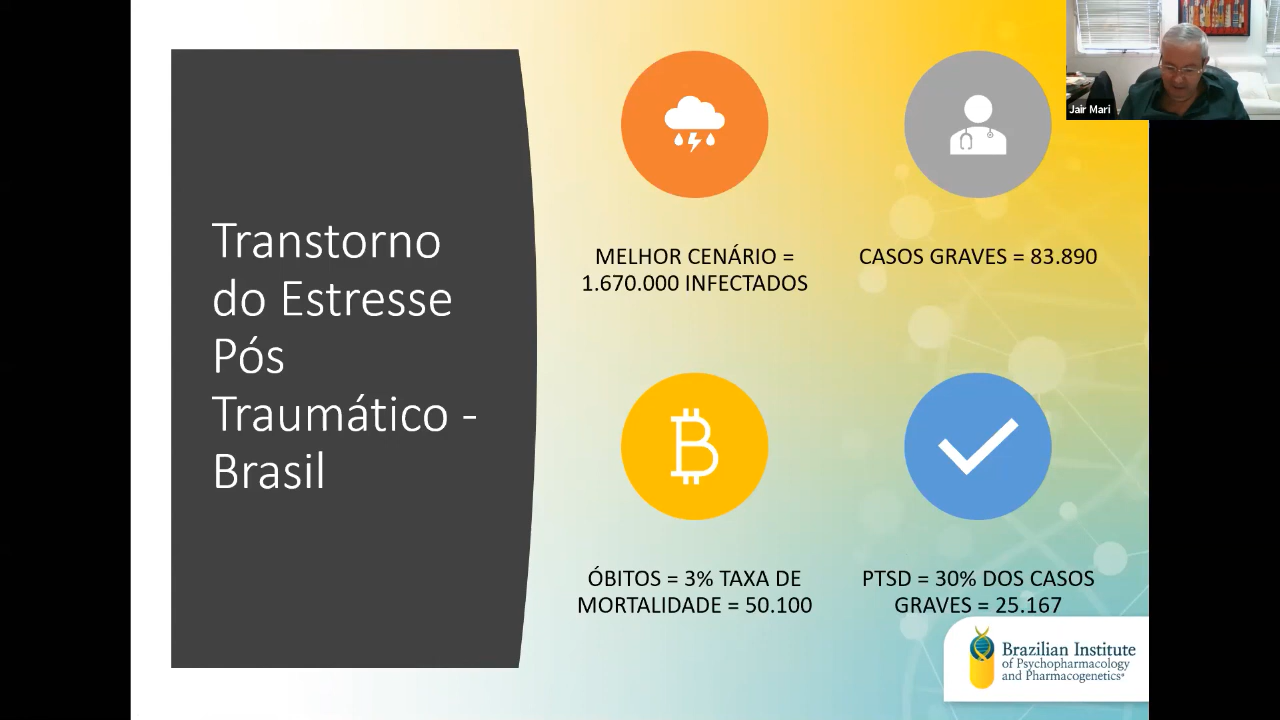 Jair Mari
Transtorno
do Estresse
Pós
Traumático -
Brasil
MELHOR CENÁRIO =
1.670.000 INFECTADOS
CASOS GRAVES = 83.890
ÓBITOS = 3% TAXA DE
MORTALIDADE = 50.100
PTSD = 30% DOS CASOS
GRAVES = 25.167
Brazilian Institute
of Psychopharmacology
and Pharmacogenetics®